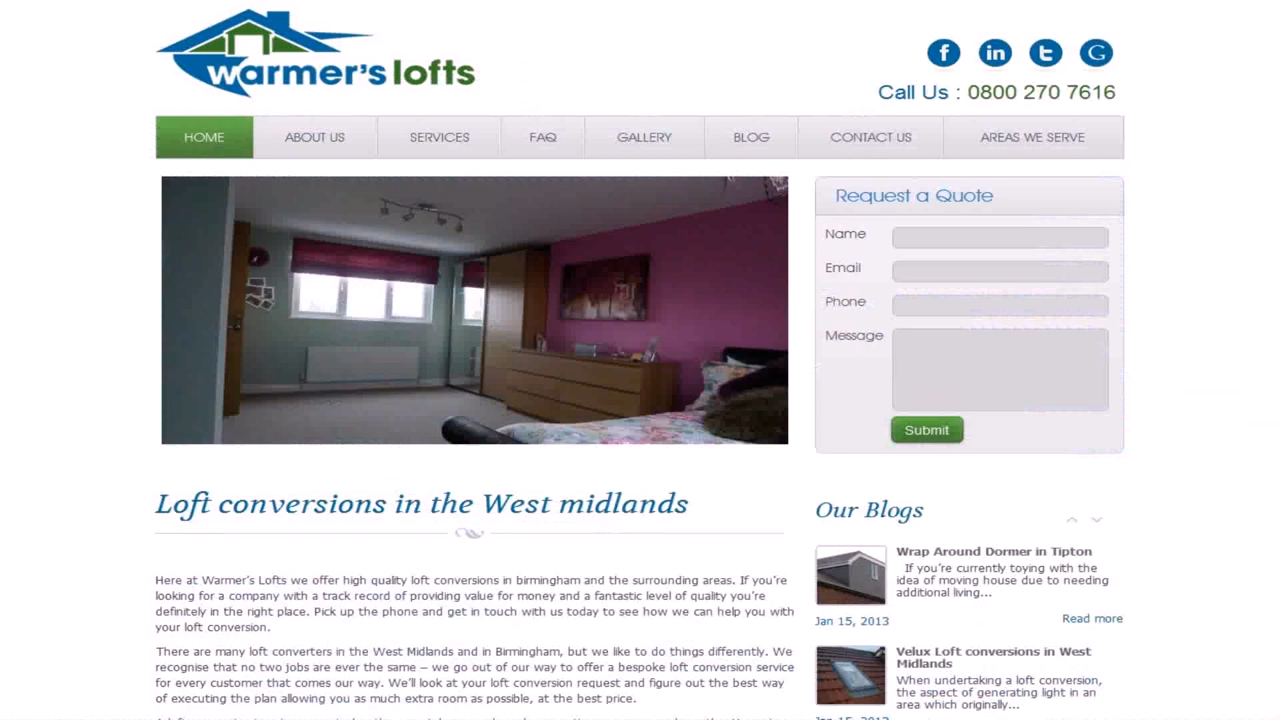 warmer's lofts
Call Us : 0800 270 7616
HOME
ABOUT US
SERVICES
FAQ
GALLERY
BLOG
CONTACT US
AREAS WE SERVE
Request a Quote
Name
Email
Phone
Message
Submit
Loft conversions in the West midlands
Here at Warmer's Lofts we offer high quality loft conversions in birmingham and the surrounding areas. If you're
looking for a company with a track record of providing value for money and a fantastic level of quality you're
definitely in the right place. Pick up the phone and get in touch with us today to see how we can help you with
your loft conversion.
There are many loft converters in the West Midlands and in Birmingham, but we like to do things differently. We
recognise that no two jobs are ever the same – we go out of our way to offer a bespoke loft conversion service
for every customer that comes our way. We'll look at your loft conversion request and figure out the best way
of executing the plan allowing you as much extra room as possible, at the best price.
Our Blogs
Wrap Around Dormer in Tipton
If you're currently toying with the
idea of moving house due to needing
additional living...
Jan 15, 2013
Read more
Velux Loft conversions in West
Midlands
When undertaking a loft conversion,
the aspect of generating light in an
area which originally...
Jan 15, 2013